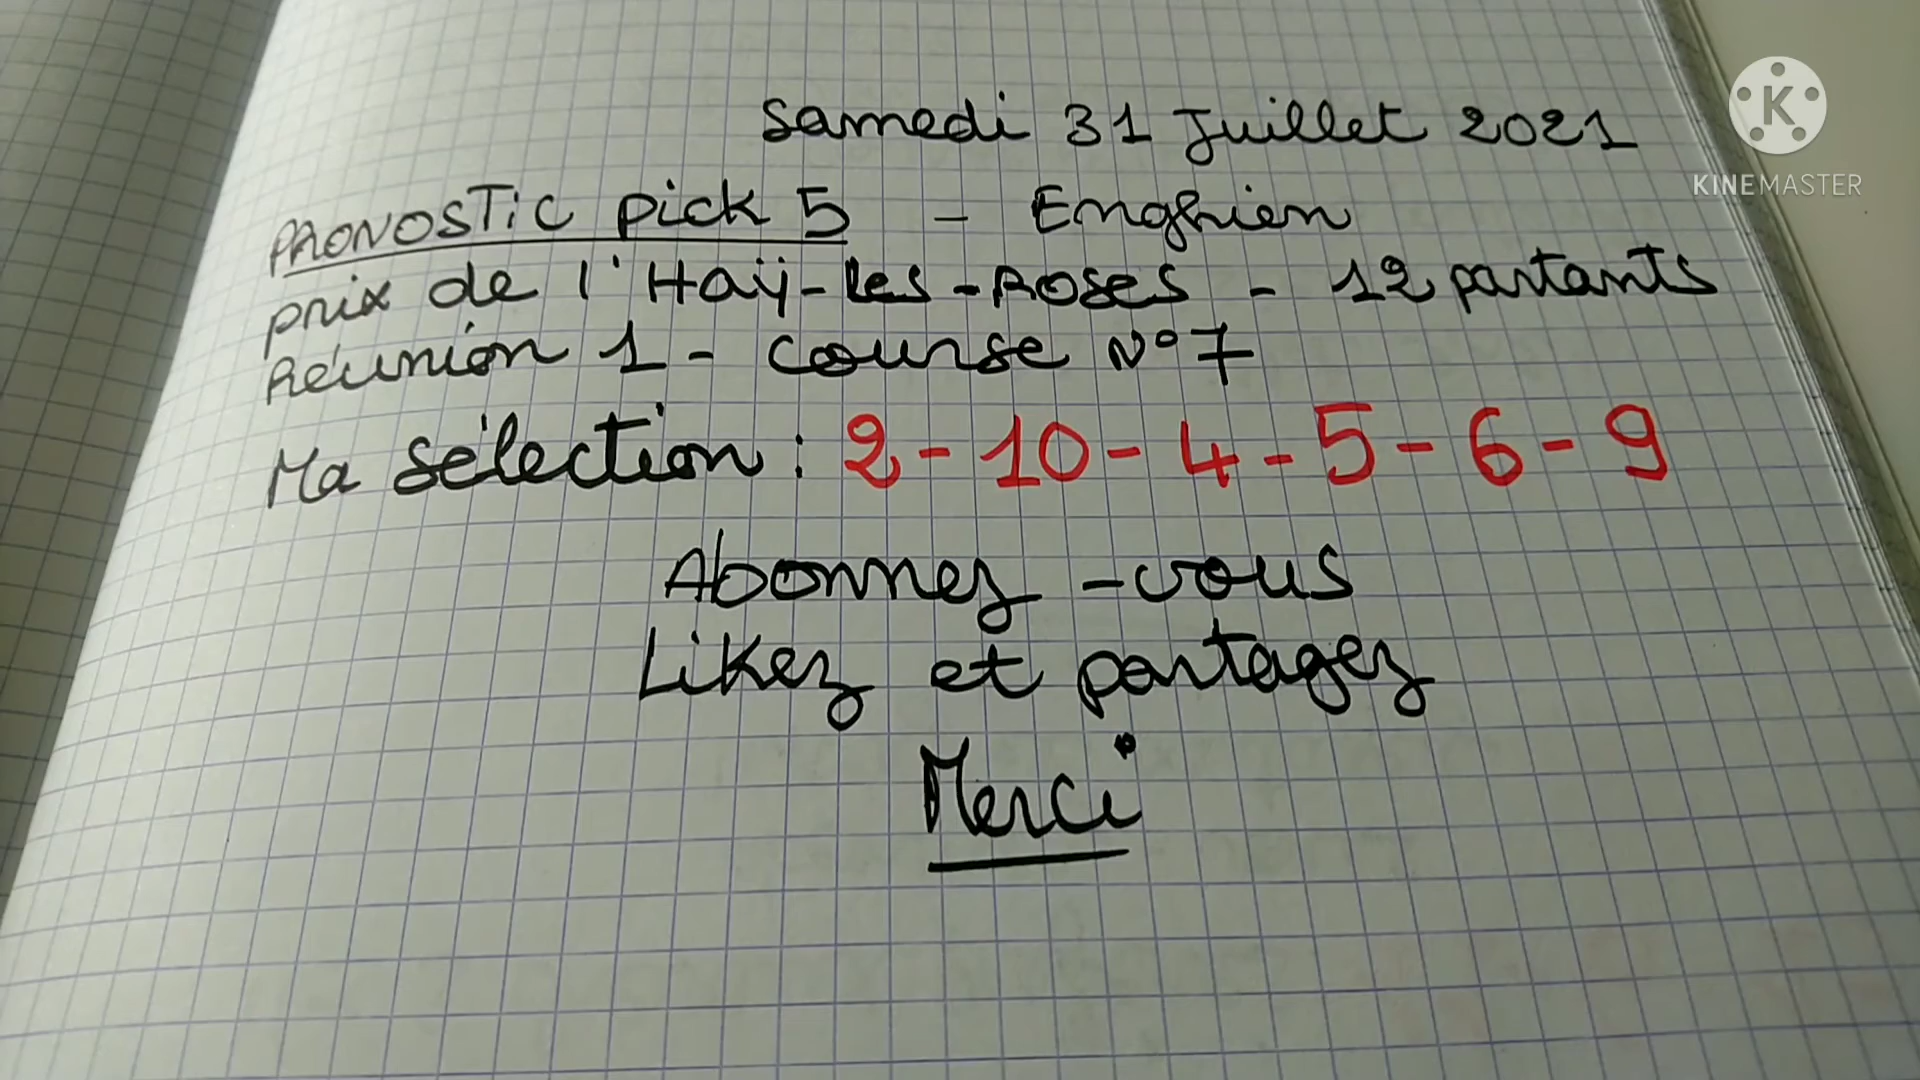 Samedi 31 Juillet 2021
PRONOSTIC pick 5 - Enghien
prix de l'Haÿ-les-Roses - 12 partants
Réunion 1 - course N°7
Ma sélection : 2 - 10 - 4 - 5 - 6 - 9
Abonnez-vous
Likez et partagez
Merci
K
KINEMASTER